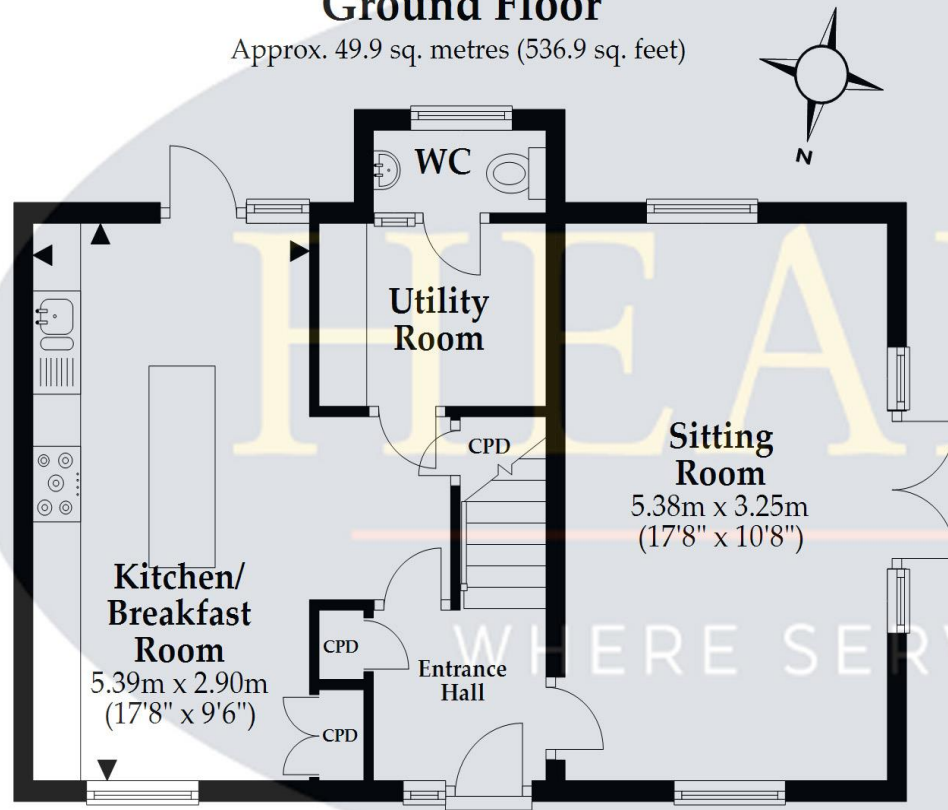 Ground Floor
Approx. 49.9 sq. metres (536.9 sq. feet)
N
WC
Utility
Room
CPD
Sitting
Room
5.38m x 3.25m
(17'8" x 10'8")
Kitchen/
Breakfast
Room
5.39m x 2.90m
(17'8" x 9'6")
CPD
Entrance
Hall
CPD
HEA
WHERE SERV